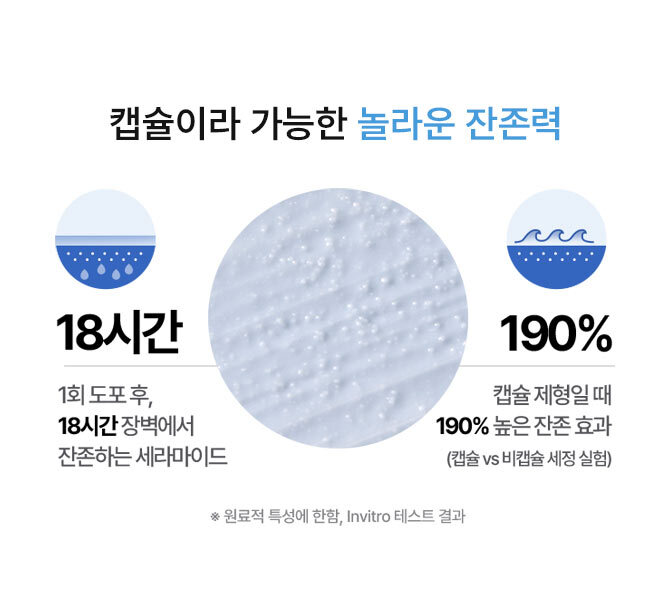 캡슐이라 가능한 놀라운 잔존력
18시간
1회 도포 후,
18시간 장벽에서
잔존하는 세라마이드
190%
캡슐 제형일 때
190% 높은 잔존 효과
(캡슐 vs 비캡슐 세정 실험)
※ 원료적 특성에 한함, Invitro 테스트 결과